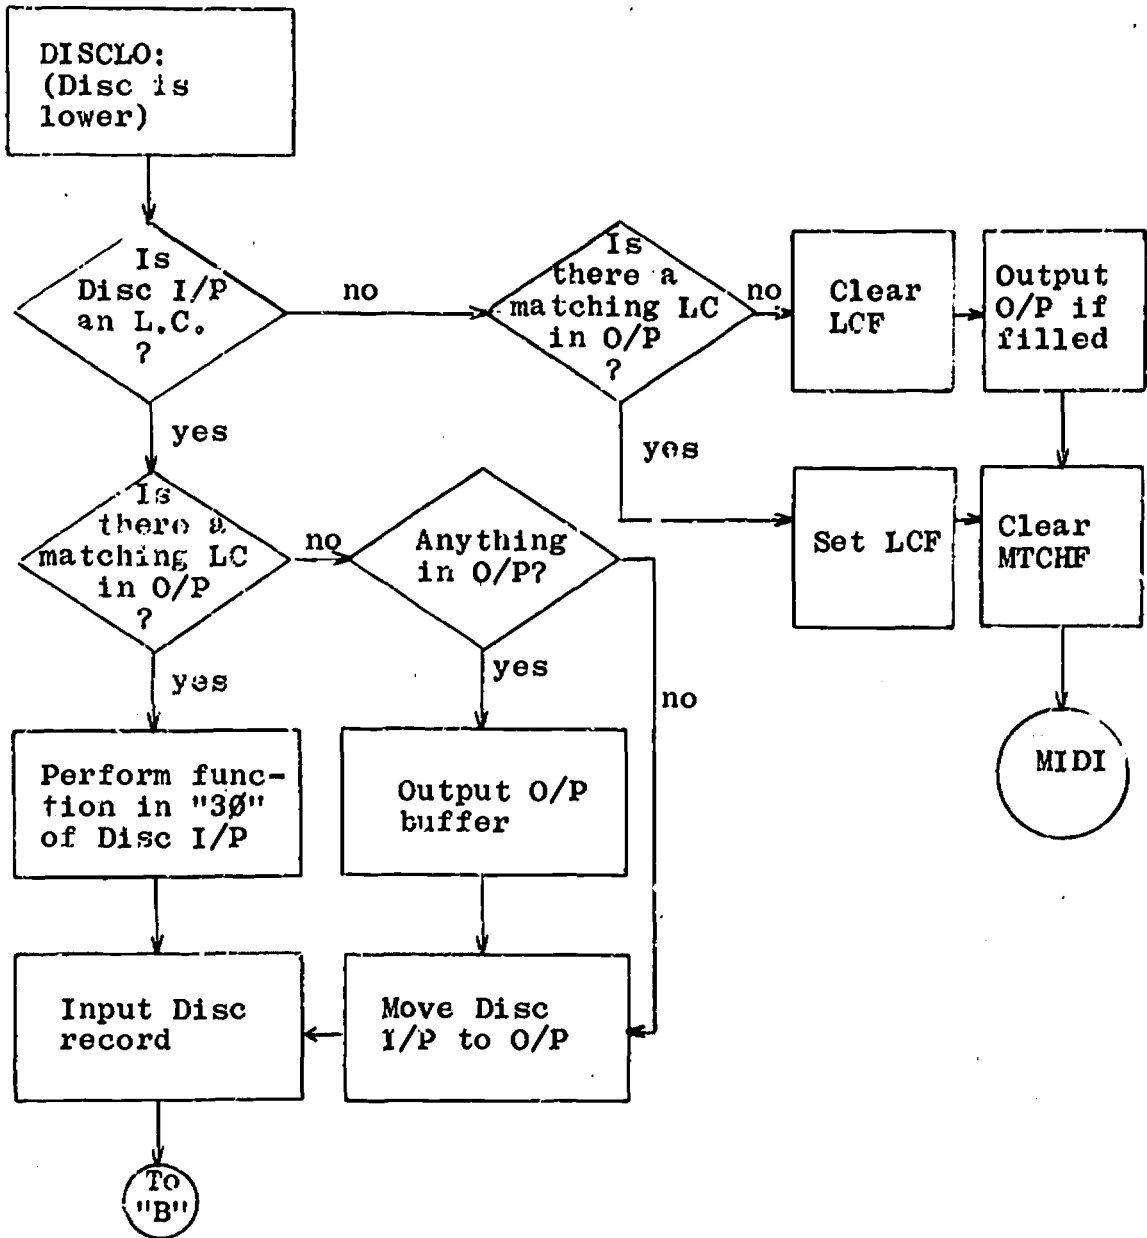 DISCLO:
(Disc is
lower)
Is
Disc I/P
an L.C.
?
no
Is
there a
matching LC
in O/P
?
no
Clear
LCF
Output
O/P if
filled
yes
yes
Is
there a
matching LC
in O/P
?
no
Anything
in O/P?
Set LCF
Clear
MTCHF
yes
yes
no
MIDI
Perform func-
tion in "3Ø"
of Disc I/P
Output O/P
buffer
Input Disc
record
Move Disc
I/P to O/P
To
"B"